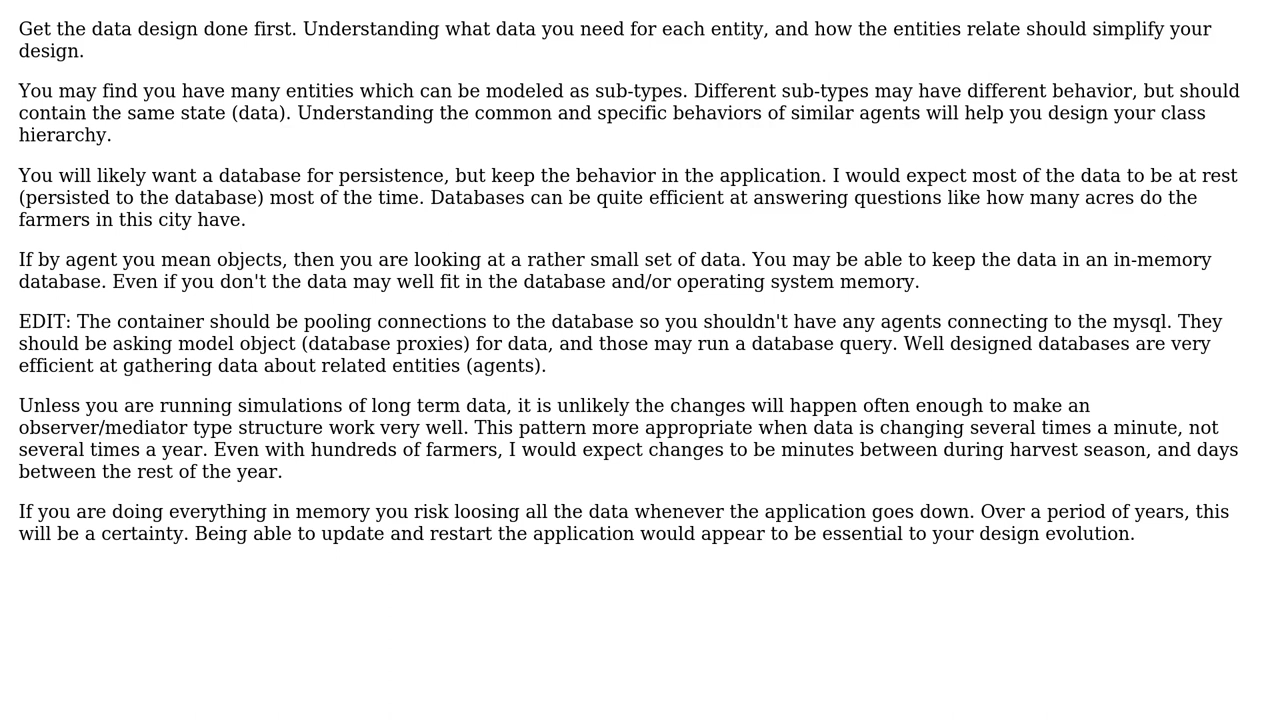 Get the data design done first. Understanding what data you need for each entity, and how the entities relate should simplify your
design.
You may find you have many entities which can be modeled as sub-types. Different sub-types may have different behavior, but should
contain the same state (data). Understanding the common and specific behaviors of similar agents will help you design your class
hierarchy.
You will likely want a database for persistence, but keep the behavior in the application. I would expect most of the data to be at rest
(persisted to the database) most of the time. Databases can be quite efficient at answering questions like how many acres do the
farmers in this city have.
If by agent you mean objects, then you are looking at a rather small set of data. You may be able to keep the data in an in-memory
database. Even if you don't the data may well fit in the database and/or operating system memory.
EDIT: The container should be pooling connections to the database so you shouldn't have any agents connecting to the mysql. They
should be asking model object (database proxies) for data, and those may run a database query. Well designed databases are very
efficient at gathering data about related entities (agents).
Unless you are running simulations of long term data, it is unlikely the changes will happen often enough to make an
observer/mediator type structure work very well. This pattern more appropriate when data is changing several times a minute, not
several times a year. Even with hundreds of farmers, I would expect changes to be minutes between during harvest season, and days
between the rest of the year.
If you are doing everything in memory you risk loosing all the data whenever the application goes down. Over a period of years, this
will be a certainty. Being able to update and restart the application would appear to be essential to your design evolution.